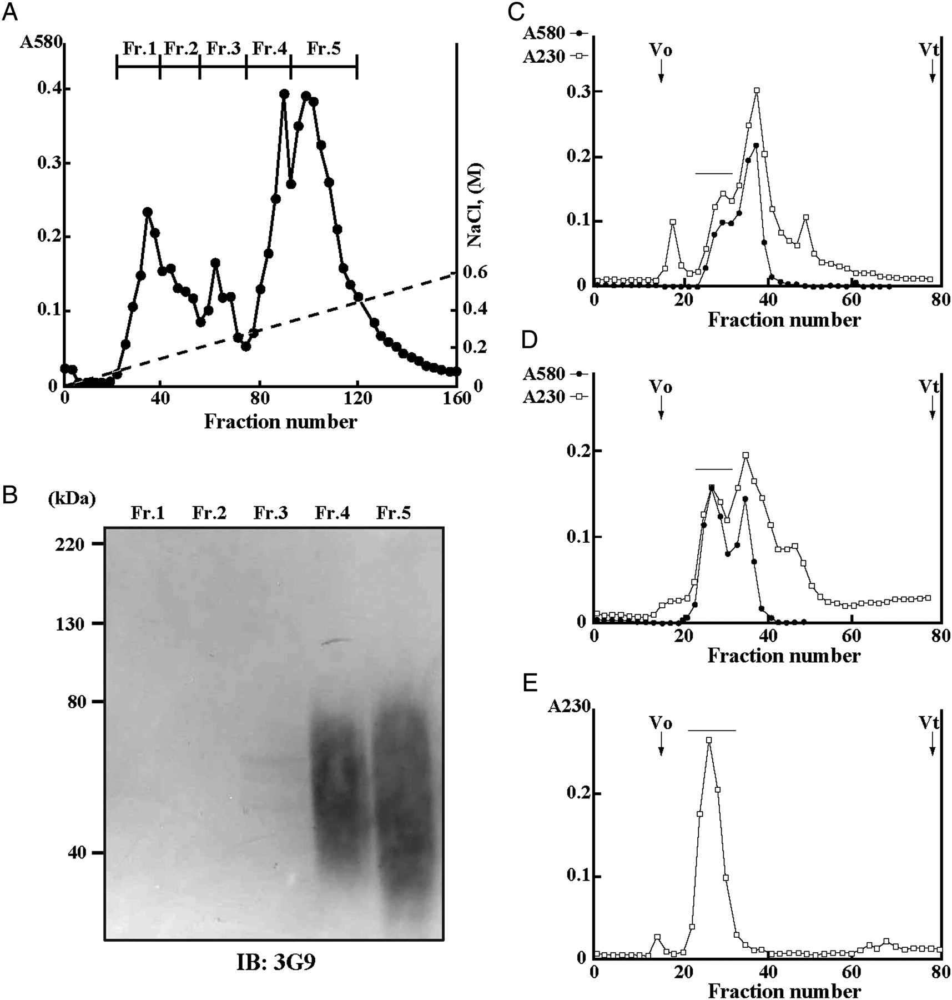 A
A580
Fr.1 Fr.2 Fr.3 Fr.4 Fr.5
0.4
0.3
0.2
0.1
0
0.6
0.4
0.2
0
NaCl, (M)
0 40 80 120 160
Fraction number
B
(kDa)
Fr.1 Fr.2 Fr.3 Fr.4 Fr.5
220
130
80
40
IB: 3G9
C
A580
A230
Vo Vt
0.3
0.2
0.1
0
0 20 40 60 80
Fraction number
D
A580
A230
Vo Vt
0.2
0.1
0
0 20 40 60 80
Fraction number
E
A230
Vo Vt
0.2
0.1
0
0 20 40 60 80
Fraction number